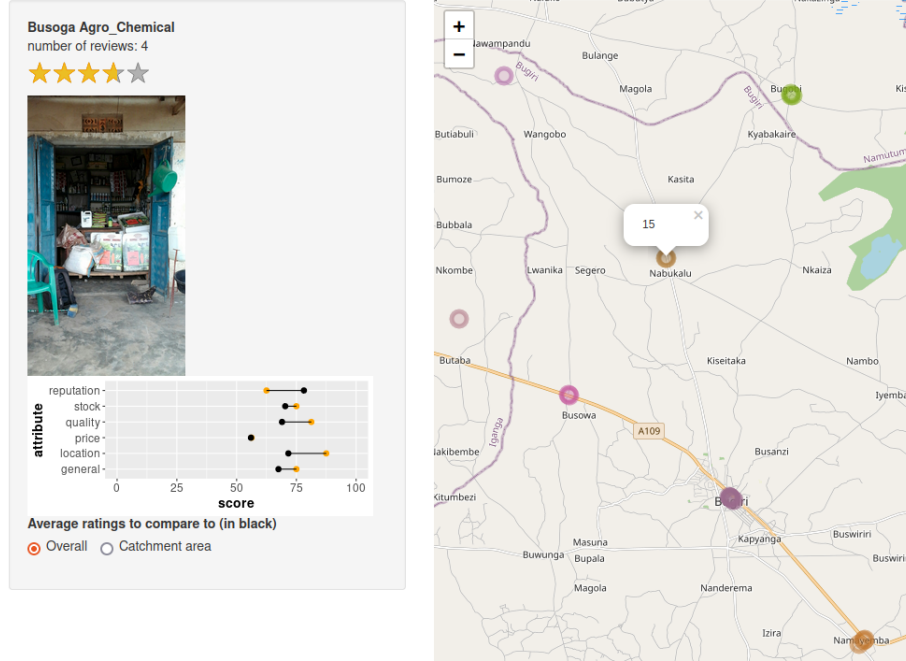 Busoga Agro_Chemical
number of reviews: 4
attribute
reputation
stock
quality
price
location
general
0 25 50 75 100
score
Average ratings to compare to (in black)
Overall
Catchment area
+
−
Nawampandu
Bulange
Bugiri
Magola
Bugiri
Bugobi
Butiabuli
Wangobo
Kyabakaire
Namutum
Bumoze
Kasita
Bubbala
15
×
Nkombe
Lwanika
Segero
Nabukalu
Nkaiza
Butaba
Kiseitaka
Nambo
Iyemba
Busowa
Iganga
A109
Nakibembe
Busanzi
Kitumbezi
Buwunga
Masuna
Bupala
Kapyanga
Buswiri
Buswiri
Magola
Nanderema
Izira
Namayemba